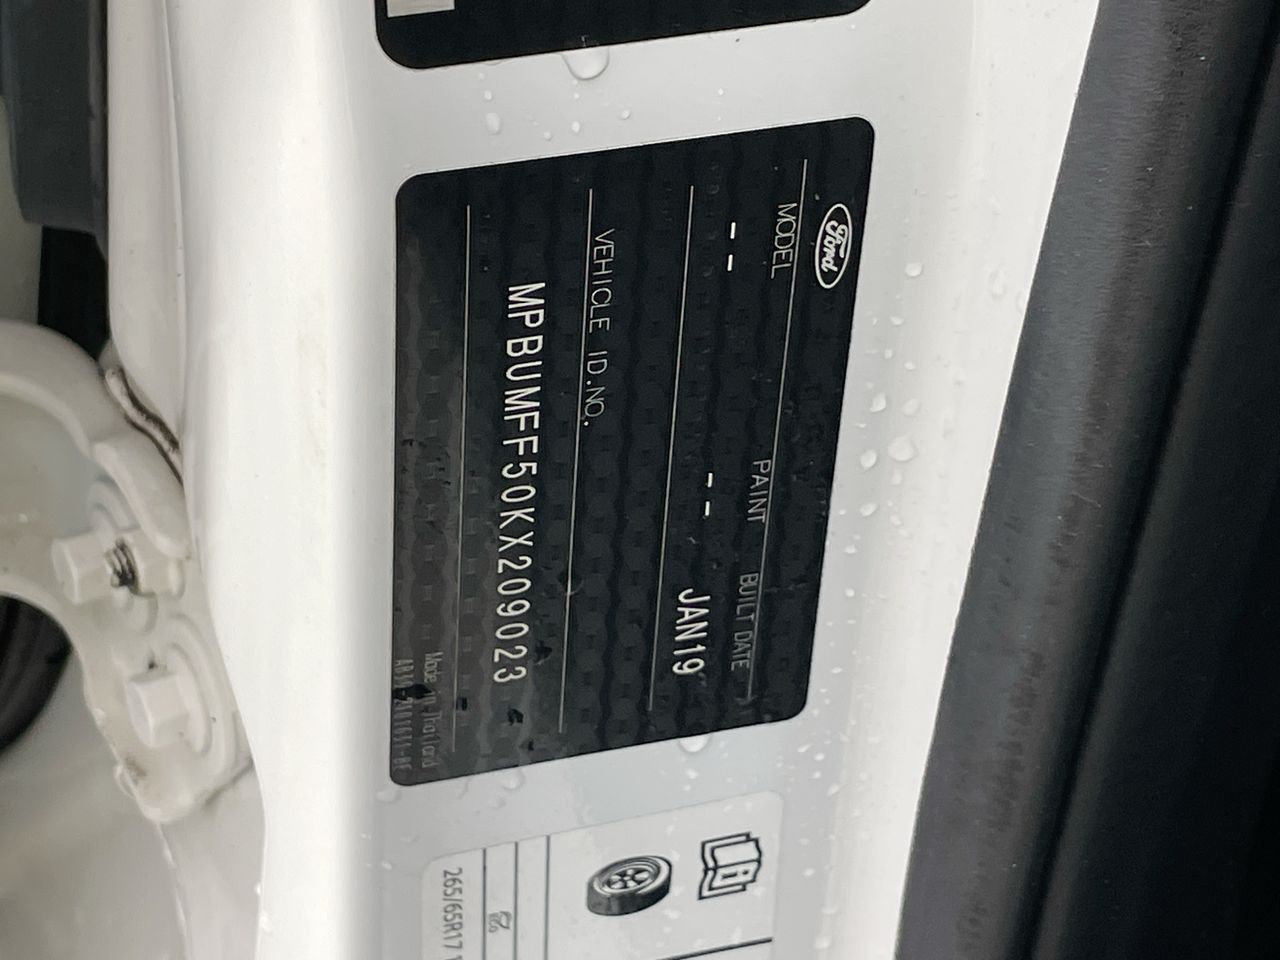 Ford
MODEL PAINT BUILT DATE
-- -- JAN19
VEHICLE ID.NO.
MPBUMFF50KX209023
Made in Thailand
265/65R17